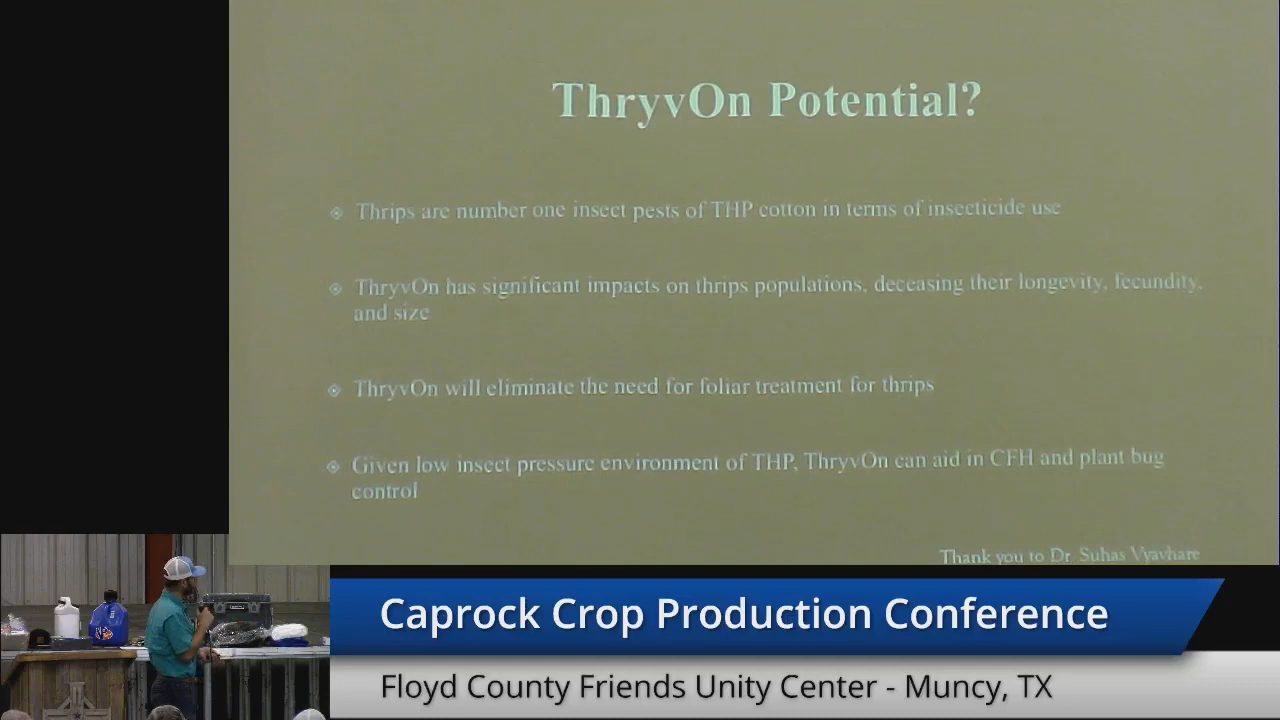 ThryvOn Potential?
Thrips are number one insect pests of THP cotton in terms of insecticide use
ThryvOn has significant impacts on thrips populations, deceasing their longevity, fecundity,
and size
ThryvOn will eliminate the need for foliar treatment for thrips
Given low insect pressure environment of THP, ThryvOn can aid in CFH and plant bug
control
Thank you to Dr. Suhas Vyavhare
Caprock Crop Production Conference
Floyd County Friends Unity Center - Muncy, TX